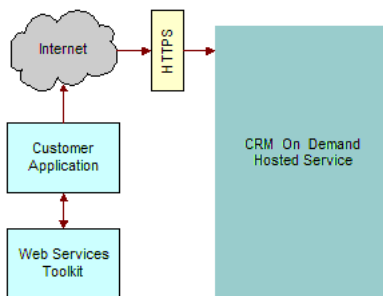 Internet
HTTPS
CRM On Demand
Hosted Service
Customer
Application
Web Services
Toolkit